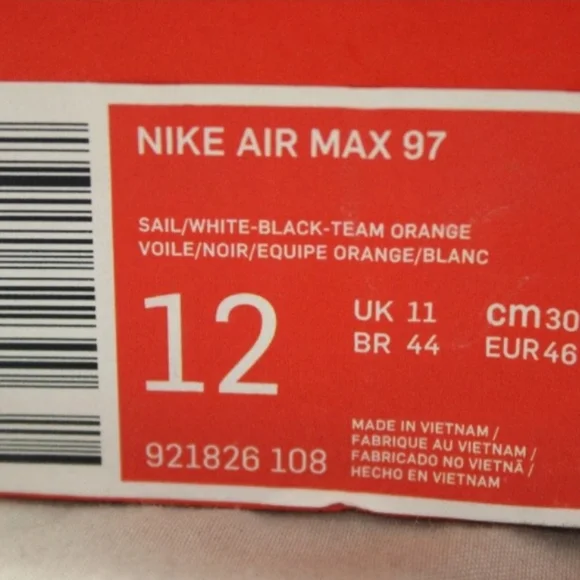 NIKE AIR MAX 97
SAIL/WHITE-BLACK-TEAM ORANGE
VOILE/NOIR/EQUIPE ORANGE/BLANC
12
UK 11
cm 30
BR 44
EUR 46
921826 108
MADE IN VIETNAM /
FABRIQUE AU VIETNAM /
FABRICADO NO VIETNÃ /
HECHO EN VIETNAM